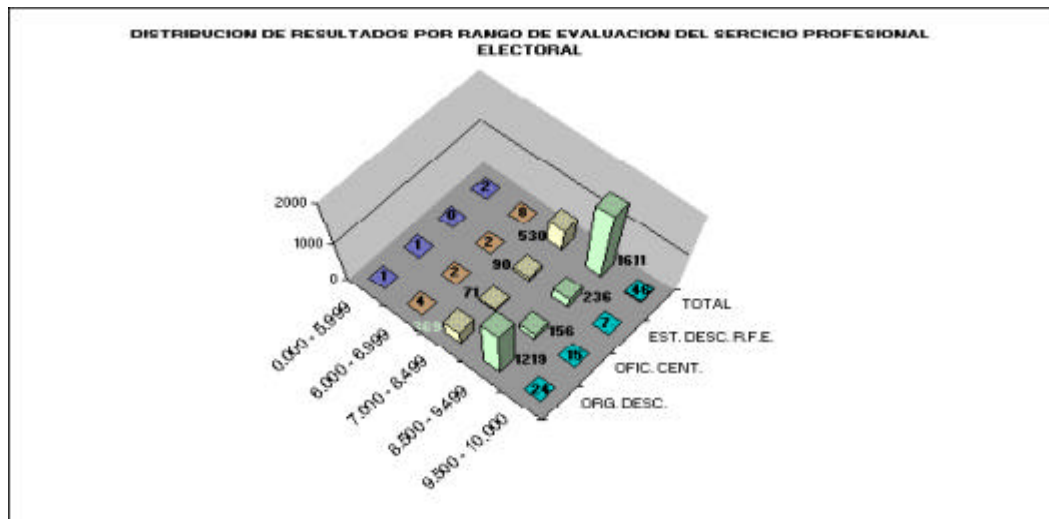 DISTRIBUCION DE RESULTADOS POR RANGO DE EVALUACION DEL SERCICIO PROFESIONAL
ELECTORAL
2000
1000
0
2
0
1
1
8
2
2
4
530
90
71
369
1611
236
156
1219
46
7
15
24
TOTAL
EST. DESC. R.F.E.
OFIC. CENT.
ORG. DESC.
0.000 - 5.999
6.000 - 6.999
7.000 - 8.499
8.500 - 9.499
9.500 - 10.000